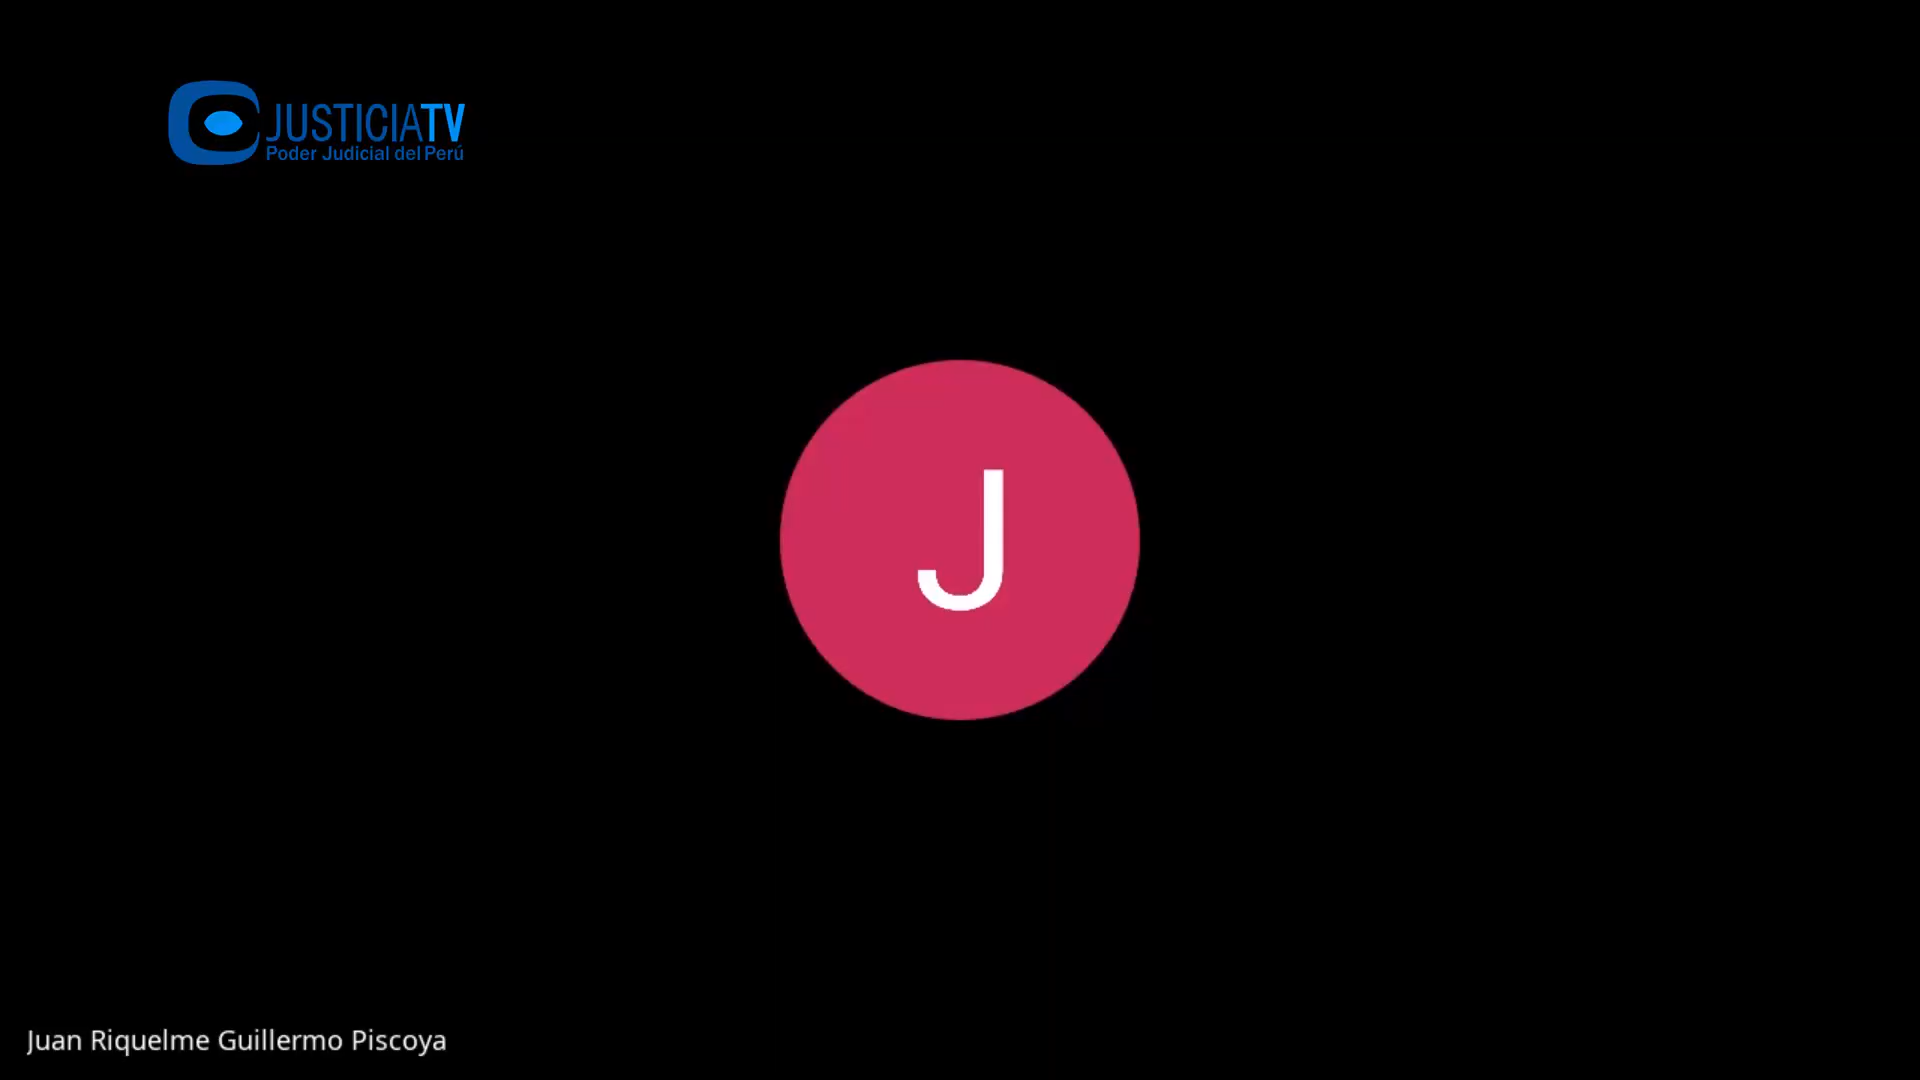 JUSTICIATV
Poder Judicial del Perú
J
Juan Riquelme Guillermo Piscoya